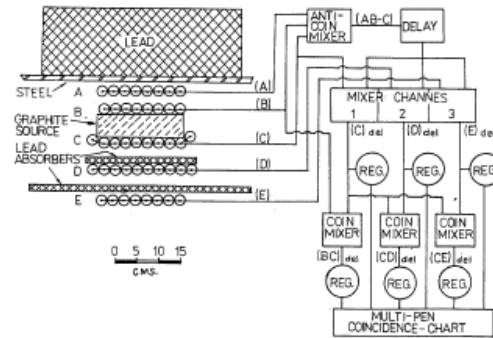 LEAD
STEEL
A
B
GRAPHITE
SOURCE
C
LEAD
ABSORBERS
D
E
0 5 10 15
CMS.
(A)
(B)
(C)
(D)
(E)
ANTI-
COIN
MIXER
(AB-C)
DELAY
MIXER CHANNES
1 2 3
(C) del
(D) del
(E) del
REG.
REG.
REG.
COIN
MIXER
COIN
MIXER
COIN
MIXER
(BC) del
(CD) del
(CE) del
REG.
REG.
REG.
MULTI-PEN
COINCIDENCE-CHART